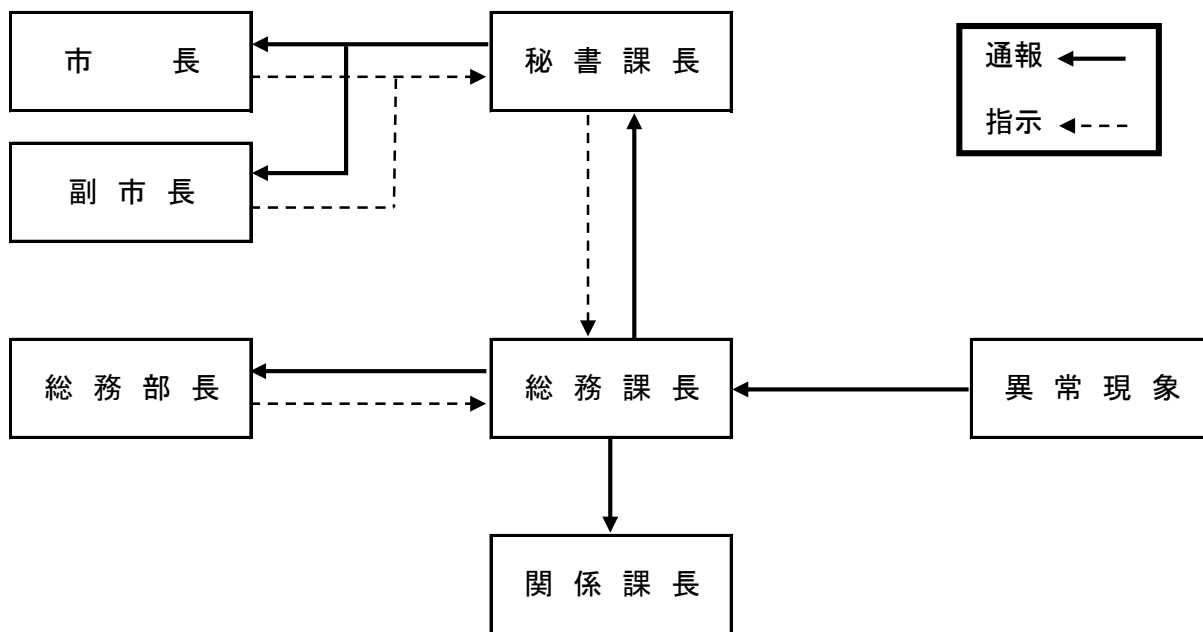 市 長
秘 書 課 長
通報
指示
副 市 長
総 務 部 長
総 務 課 長
異 常 現 象
関 係 課 長